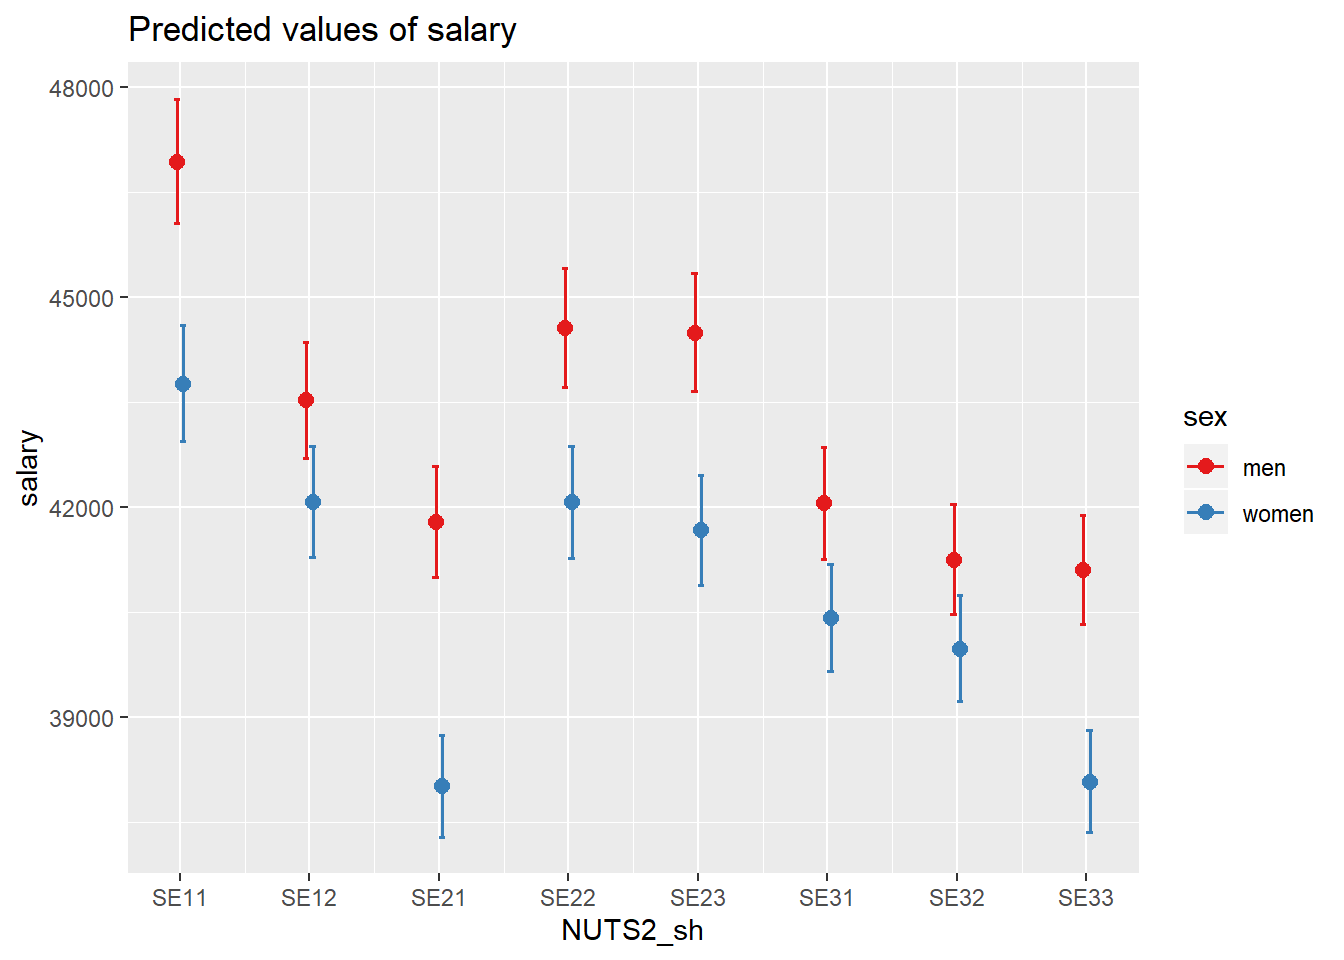 Predicted values of salary
48000
45000
42000
39000
salary
SE11 SE12 SE21 SE22 SE23 SE31 SE32 SE33
NUTS2_sh
sex
men
women